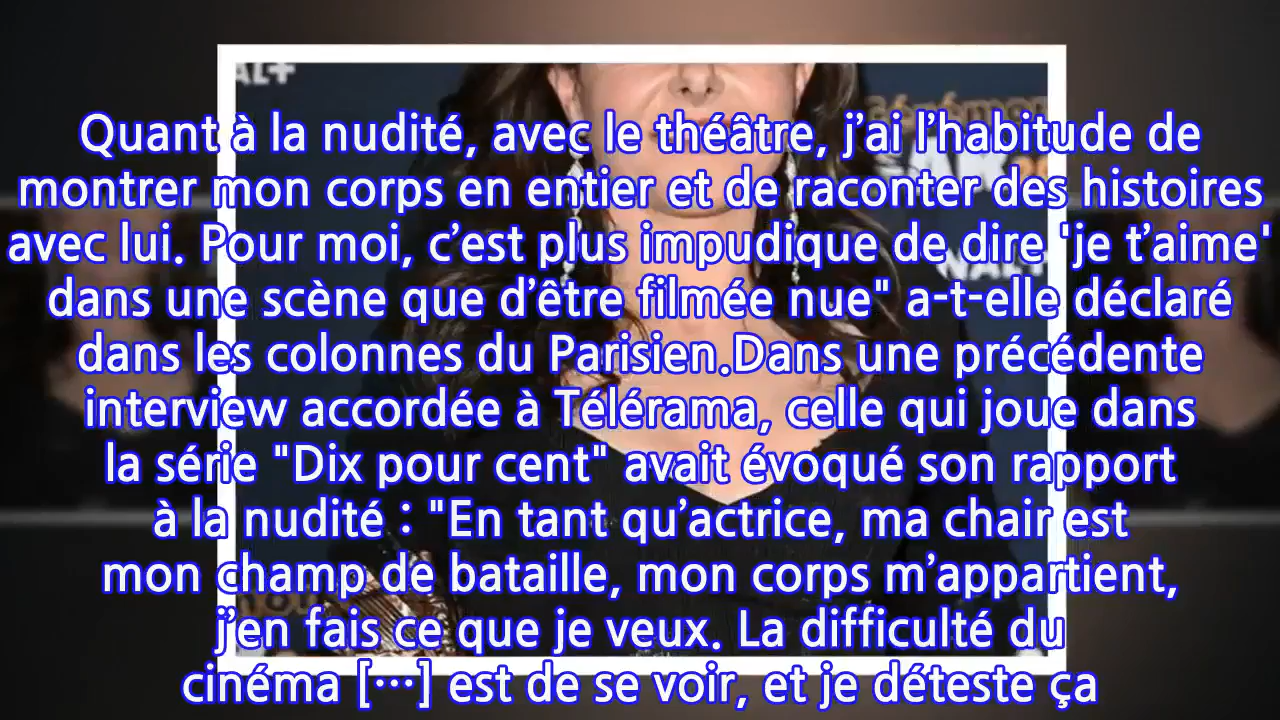 AL+
Quant à la nudité, avec le théâtre, j’ai l’habitude de
montrer mon corps en entier et de raconter des histoires
avec lui. Pour moi, c’est plus impudique de dire 'je t’aime'
dans une scène que d’être filmée nue" a-t-elle déclaré
dans les colonnes du Parisien.Dans une précédente
interview accordée à Télérama, celle qui joue dans
la série "Dix pour cent" avait évoqué son rapport
à la nudité : "En tant qu’actrice, ma chair est
mon champ de bataille, mon corps m’appartient,
j’en fais ce que je veux. La difficulté du
cinéma […] est de se voir, et je déteste ça